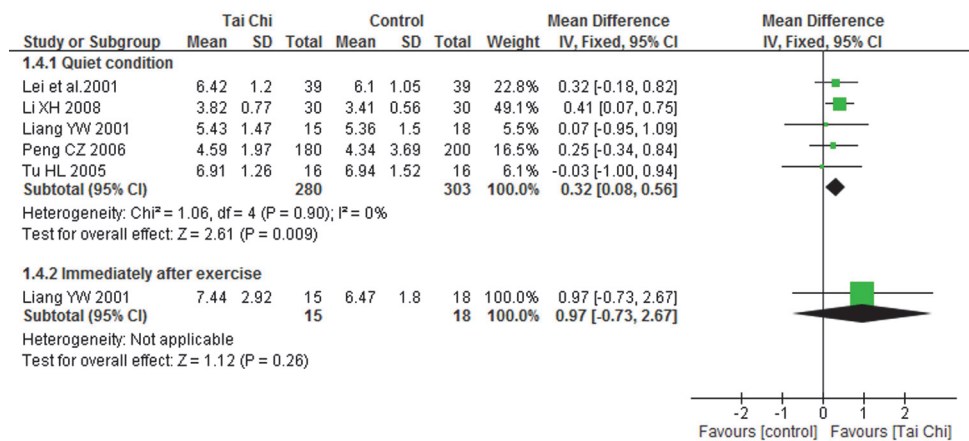 Tai Chi Control Mean Difference Mean Difference
Study or Subgroup Mean SD Total Mean SD Total Weight IV, Fixed, 95% CI IV, Fixed, 95% CI
1.4.1 Quiet condition
Lei et al.2001 6.42 1.2 39 6.1 1.05 39 22.8% 0.32 [-0.18, 0.82]
Li XH 2008 3.82 0.77 30 3.41 0.56 30 49.1% 0.41 [0.07, 0.75]
Liang YW 2001 5.43 1.47 15 5.36 1.5 18 5.5% 0.07 [-0.95, 1.09]
Peng CZ 2006 4.59 1.97 180 4.34 3.69 200 16.5% 0.25 [-0.34, 0.84]
Tu HL 2005 6.91 1.26 16 6.94 1.52 16 6.1% -0.03 [-1.00, 0.94]
Subtotal (95% CI) 280 303 100.0% 0.32 [0.08, 0.56]
Heterogeneity: Chi² = 1.06, df = 4 (P = 0.90); I² = 0%
Test for overall effect: Z = 2.61 (P = 0.009)
1.4.2 Immediately after exercise
Liang YW 2001 7.44 2.92 15 6.47 1.8 18 100.0% 0.97 [-0.73, 2.67]
Subtotal (95% CI) 15 18 100.0% 0.97 [-0.73, 2.67]
Heterogeneity: Not applicable
Test for overall effect: Z = 1.12 (P = 0.26)
-2 -1 0 1 2
Favours [control] Favours [Tai Chi]